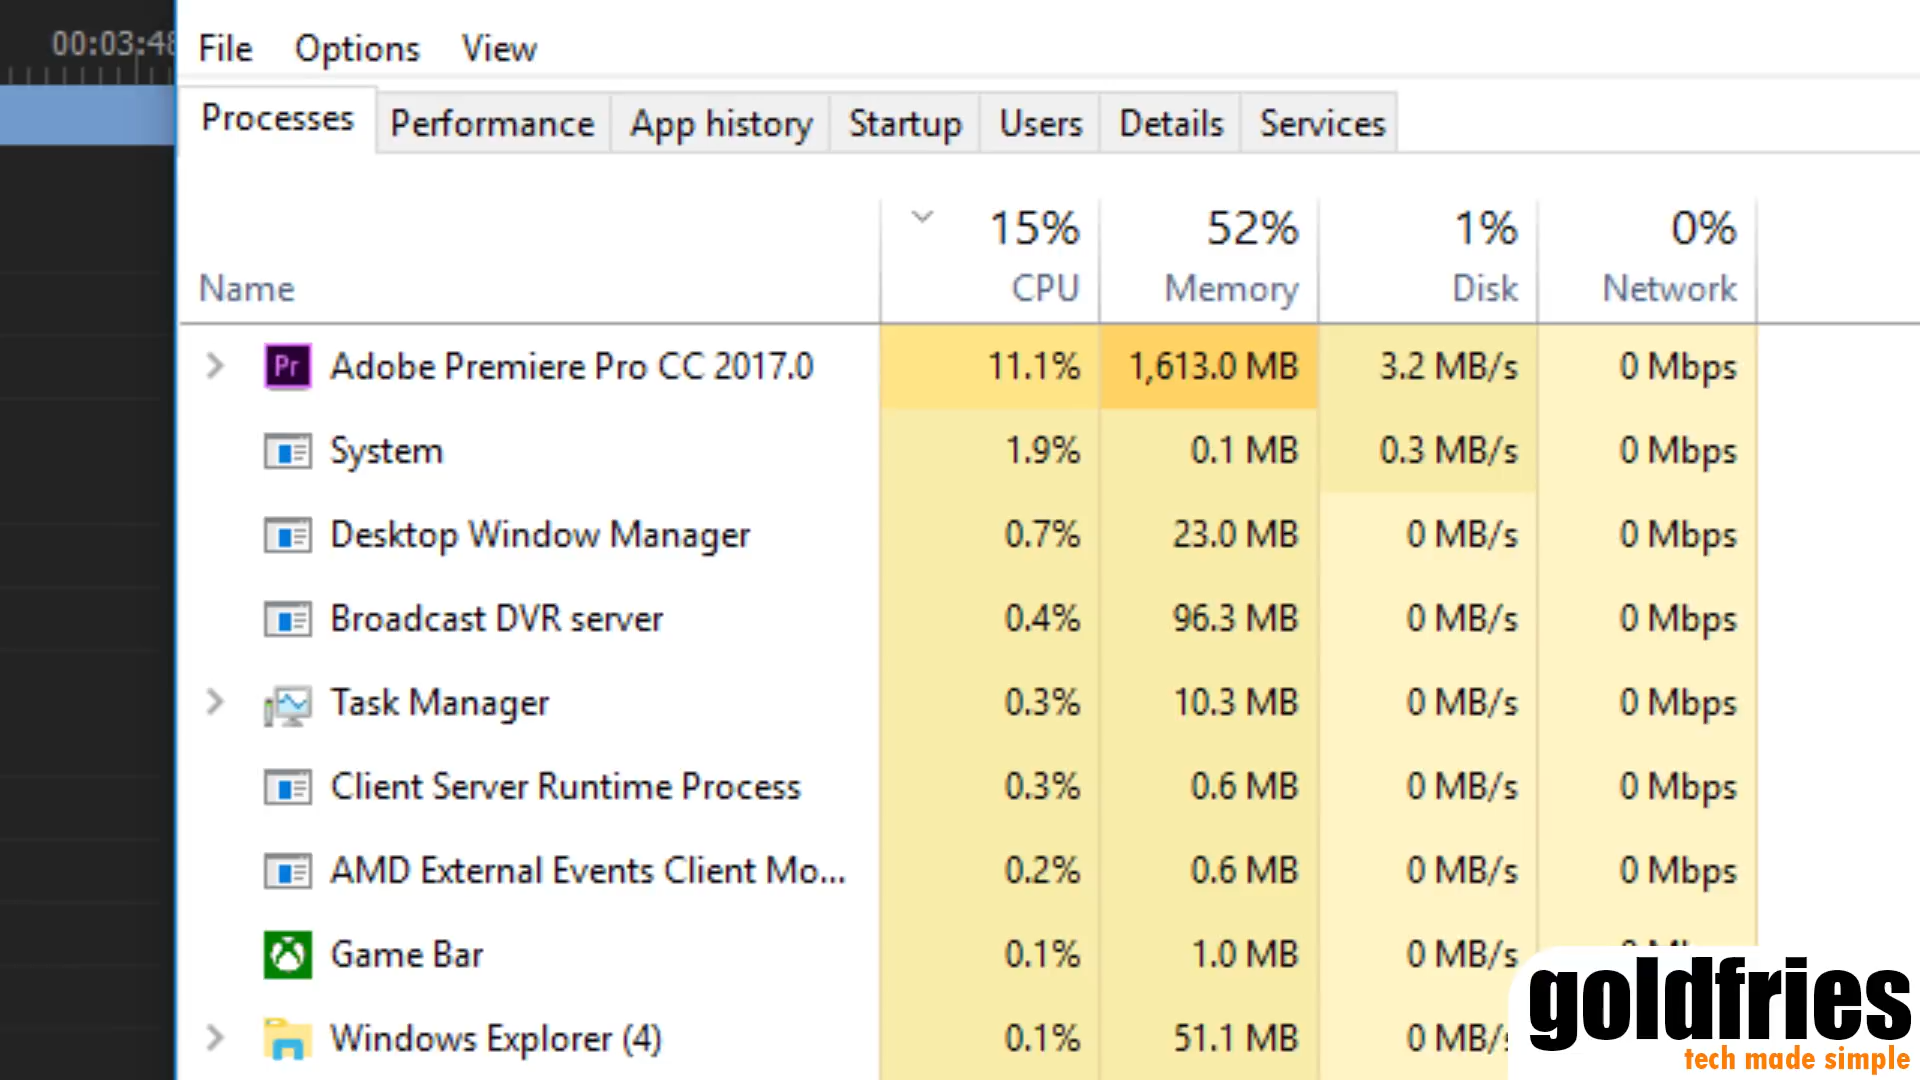 00:03:48
File Options View
Processes Performance App history Startup Users Details Services
15% 52% 1% 0%
Name CPU Memory Disk Network
Pr Adobe Premiere Pro CC 2017.0 11.1% 1,613.0 MB 3.2 MB/s 0 Mbps
System 1.9% 0.1 MB 0.3 MB/s 0 Mbps
Desktop Window Manager 0.7% 23.0 MB 0 MB/s 0 Mbps
Broadcast DVR server 0.4% 96.3 MB 0 MB/s 0 Mbps
Task Manager 0.3% 10.3 MB 0 MB/s 0 Mbps
Client Server Runtime Process 0.3% 0.6 MB 0 MB/s 0 Mbps
AMD External Events Client Mo... 0.2% 0.6 MB 0 MB/s 0 Mbps
Game Bar 0.1% 1.0 MB 0 MB/s
Windows Explorer (4) 0.1% 51.1 MB 0 MB/s
goldfries
tech made simple